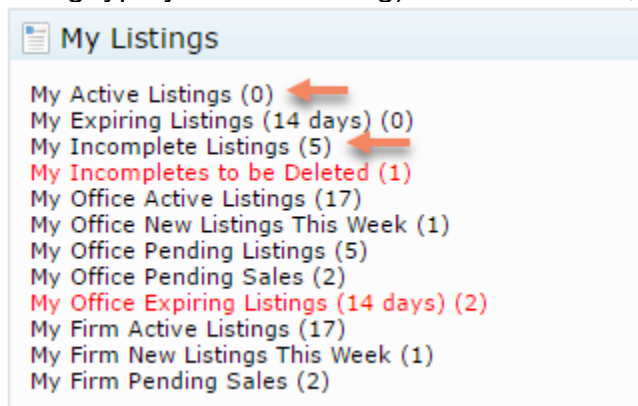 My Listings
My Active Listings (0)
My Expiring Listings (14 days) (0)
My Incomplete Listings (5)
My Incompletes to be Deleted (1)
My Office Active Listings (17)
My Office New Listings This Week (1)
My Office Pending Listings (5)
My Office Pending Sales (2)
My Office Expiring Listings (14 days) (2)
My Firm Active Listings (17)
My Firm New Listings This Week (1)
My Firm Pending Sales (2)